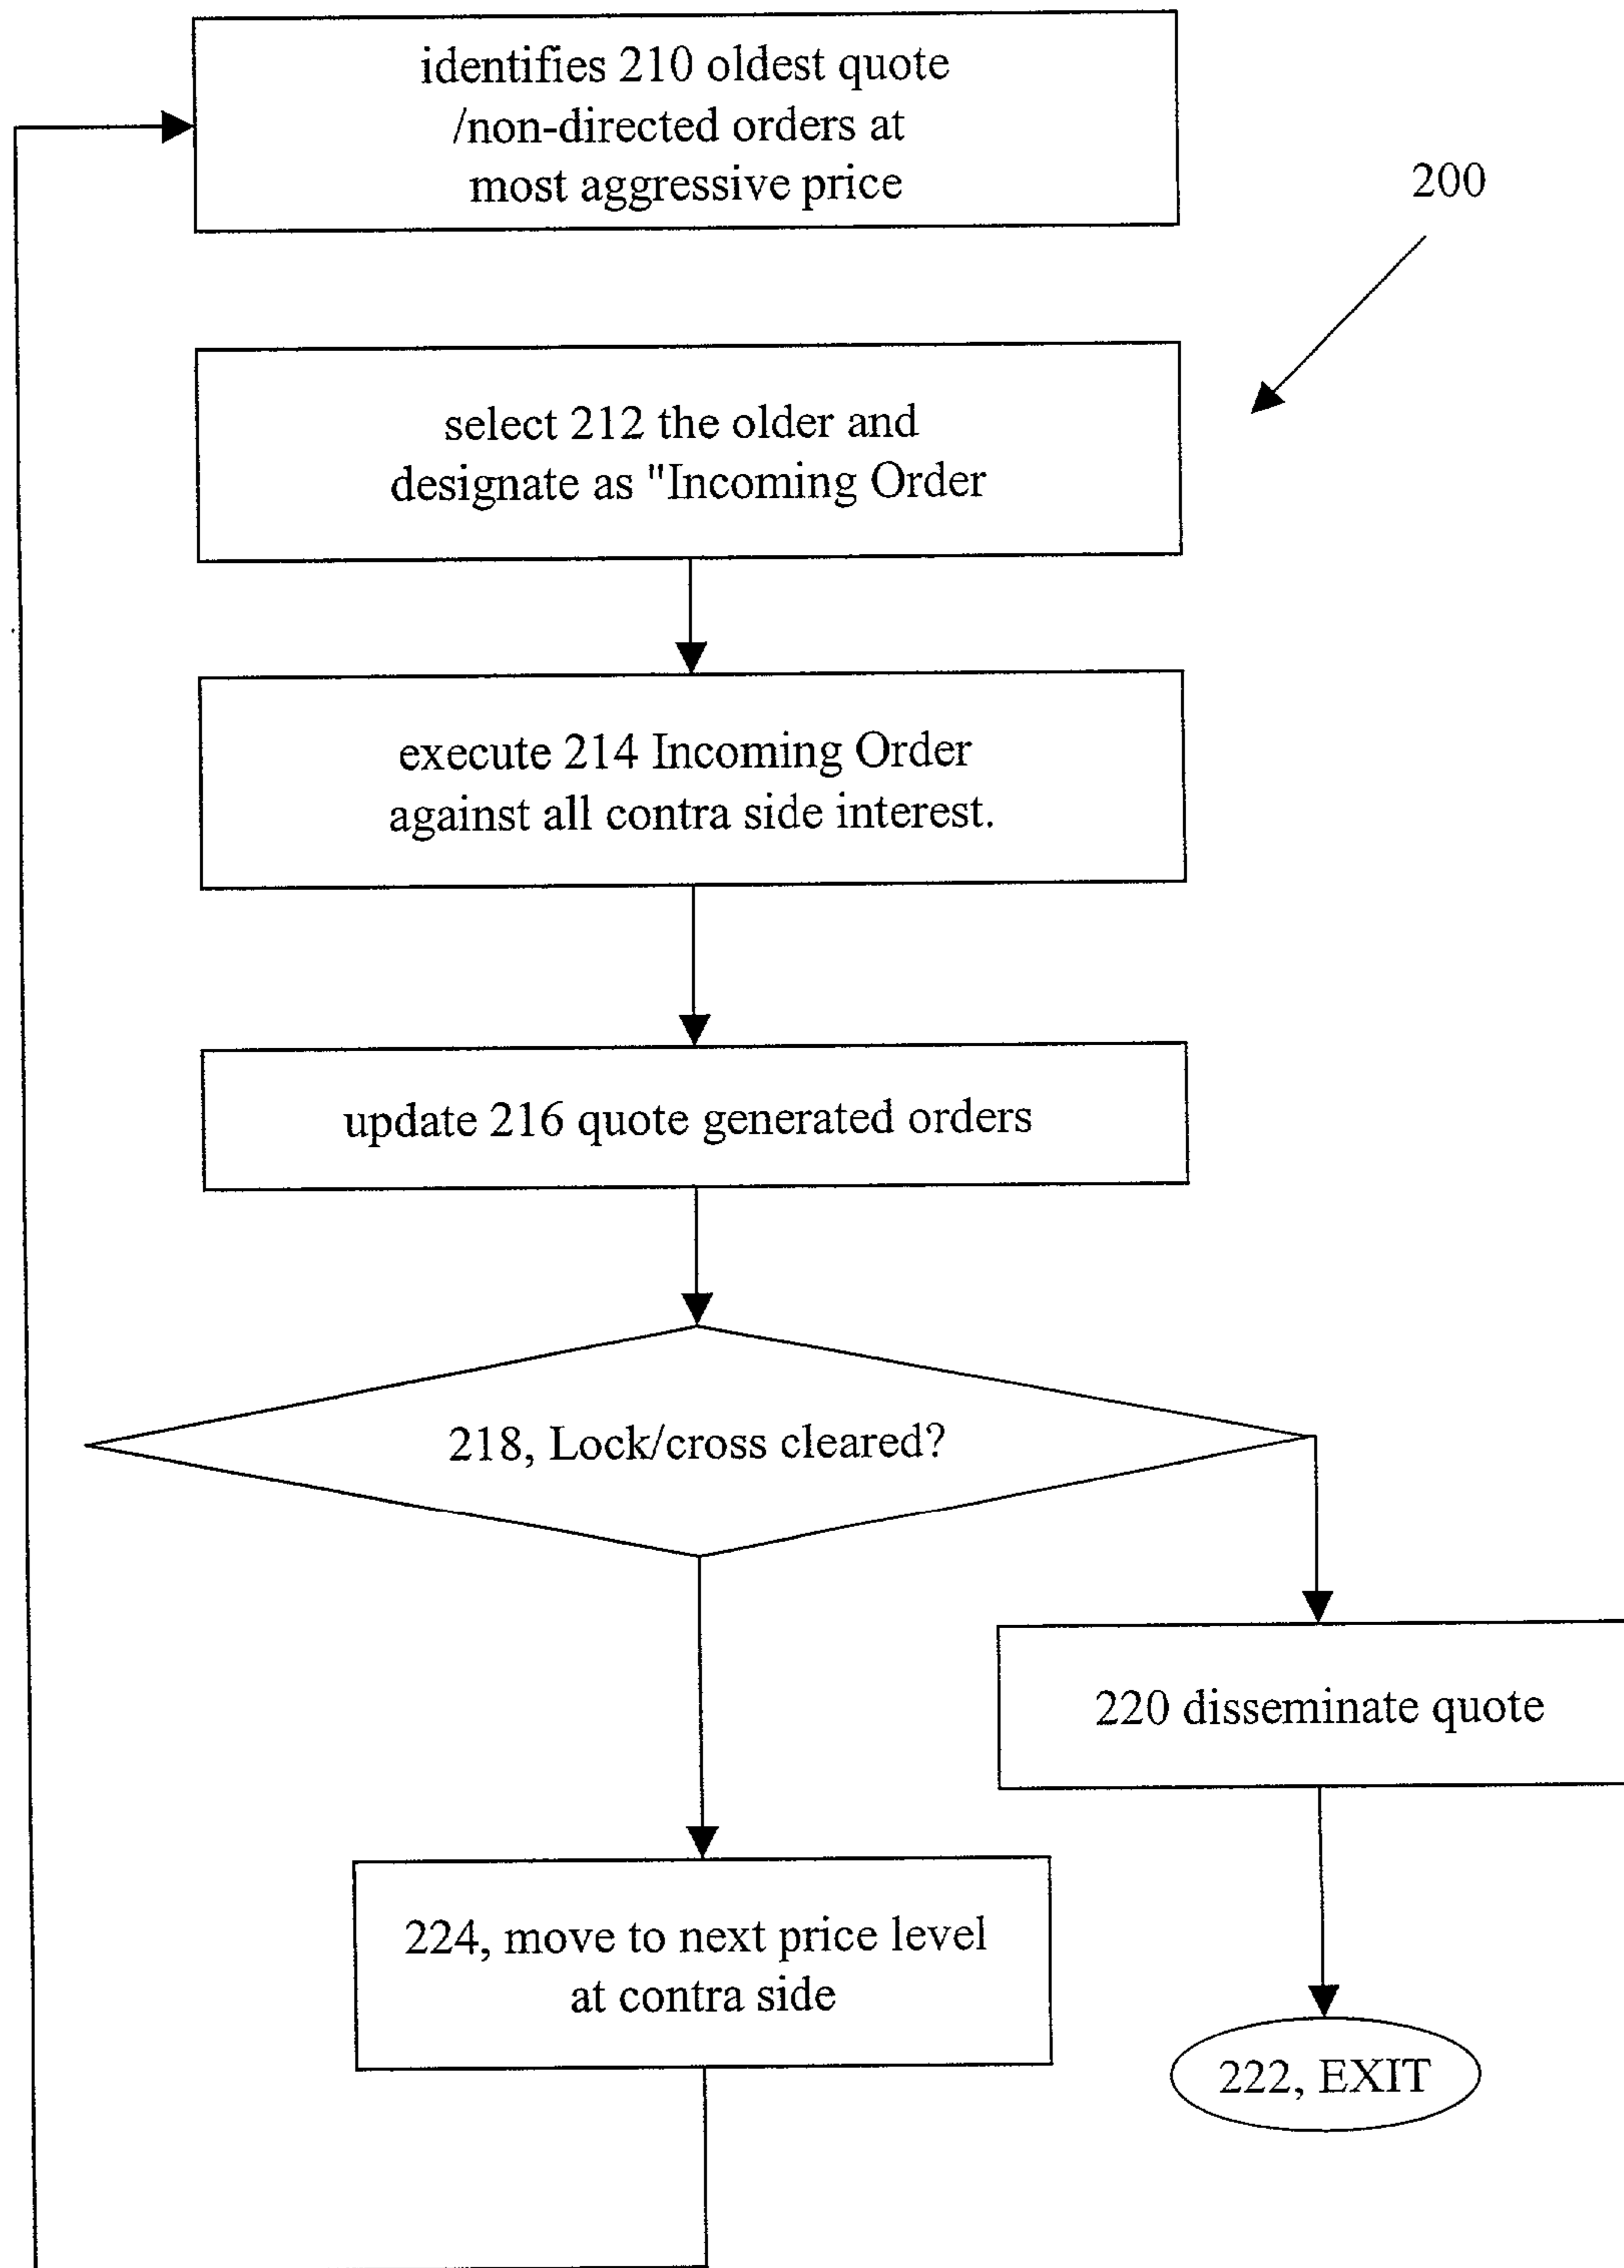 identifies 210 oldest quote
/non-directed orders at
most aggressive price
200
select 212 the older and
designate as "Incoming Order
execute 214 Incoming Order
against all contra side interest.
update 216 quote generated orders
218, Lock/cross cleared?
220 disseminate quote
224, move to next price level
at contra side
222, EXIT